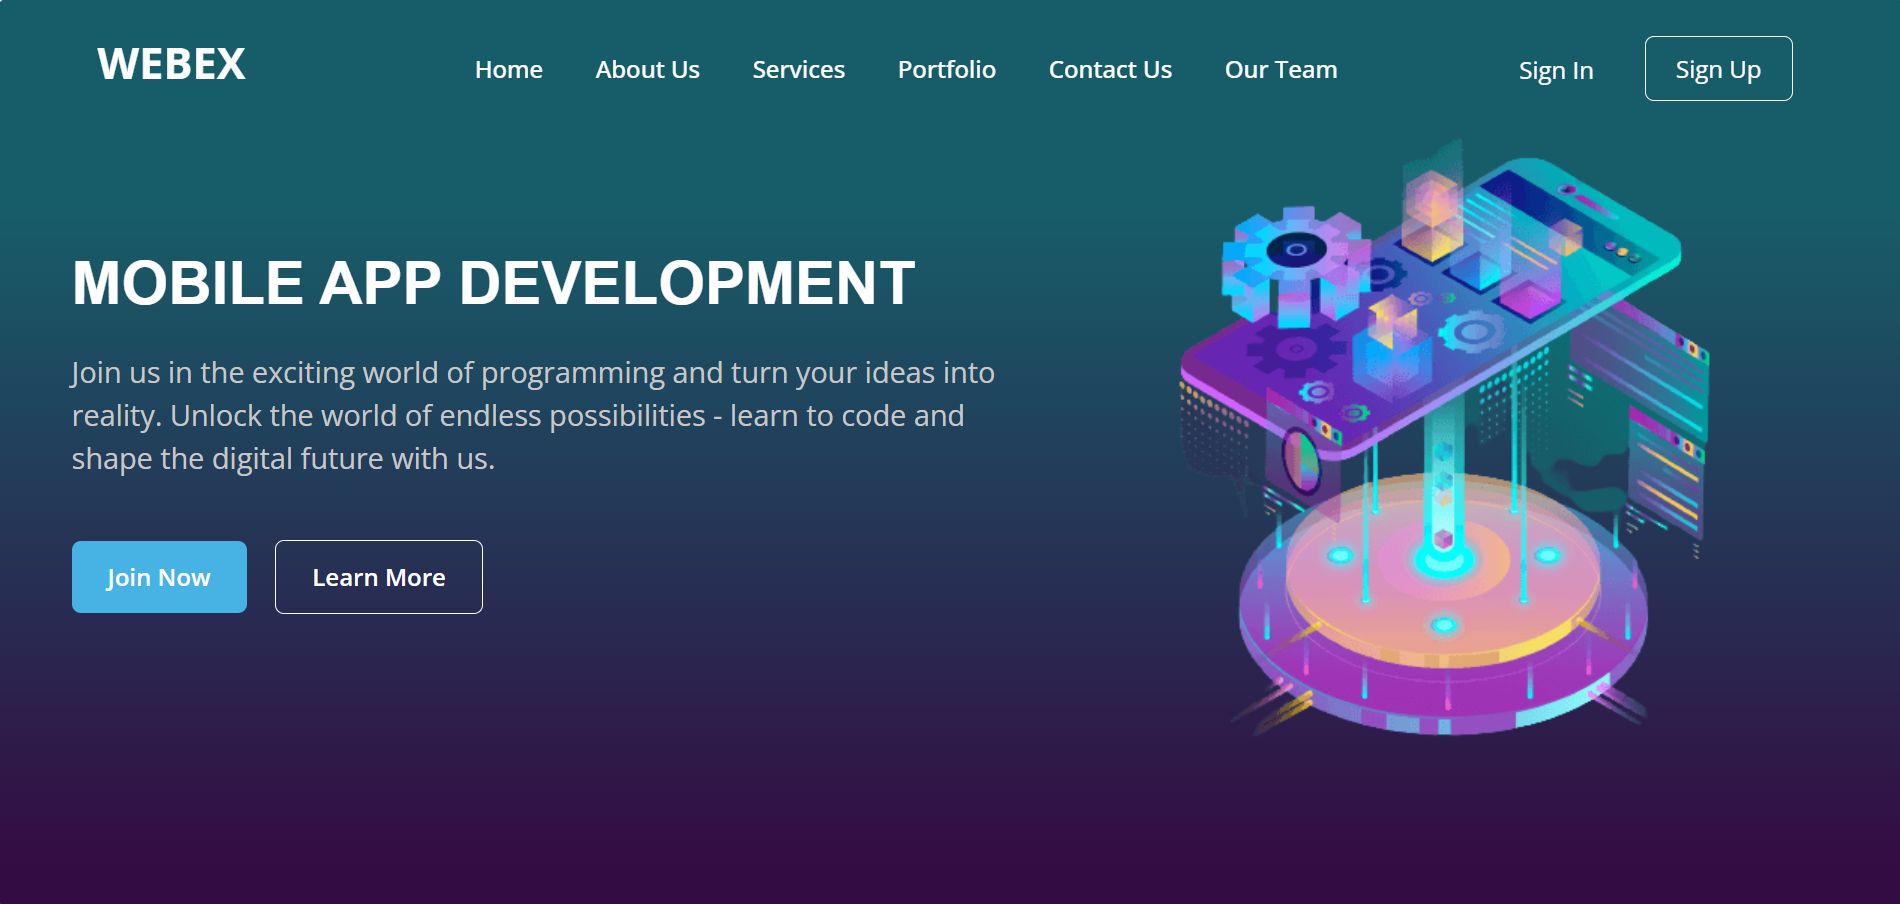 WEBEX
Home About Us Services Portfolio Contact Us Our Team
Sign In Sign Up
MOBILE APP DEVELOPMENT
Join us in the exciting world of programming and turn your ideas into
reality. Unlock the world of endless possibilities - learn to code and
shape the digital future with us.
Join Now Learn More